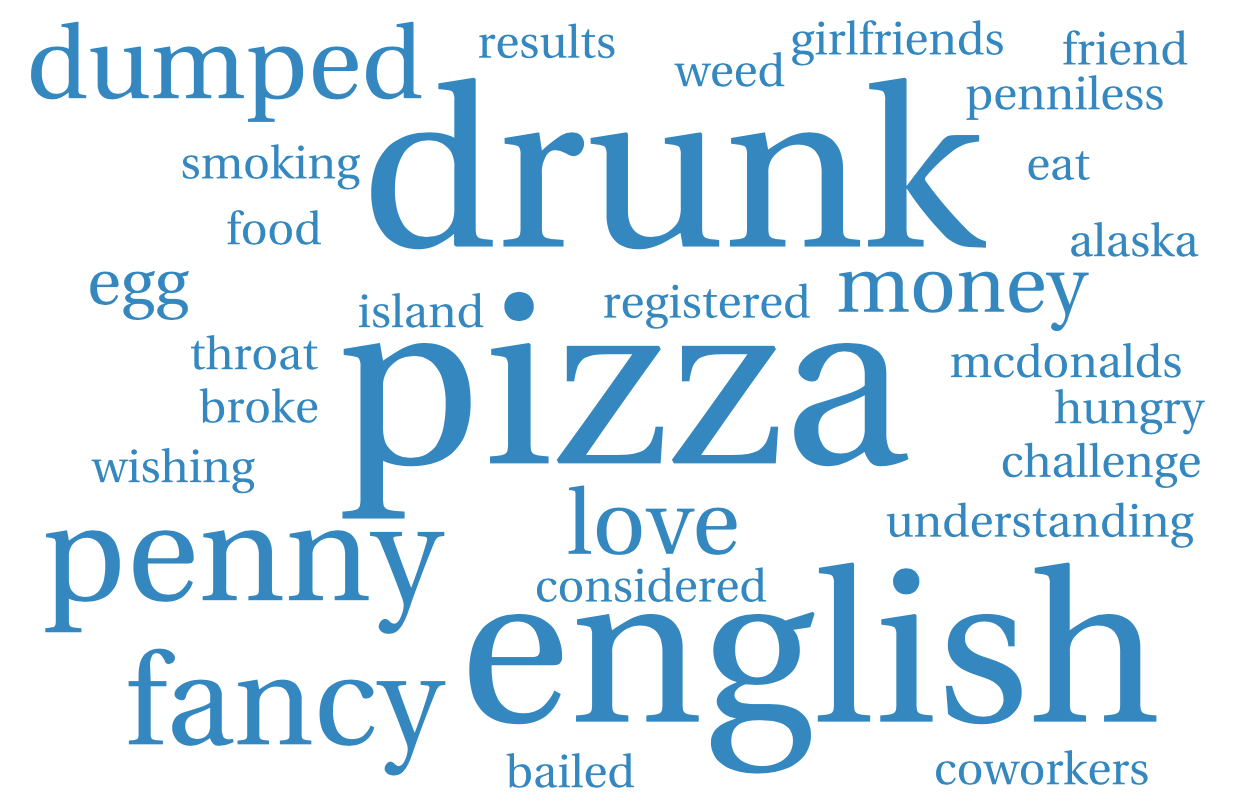 dumped
results
weed
girlfriends
friend
penniless
drunk
smoking
eat
food
alaska
egg
island
registered
money
pizza
throat
mcdonalds
broke
hungry
wishing
challenge
love
understanding
penny
considered
english
fancy
bailed
coworkers